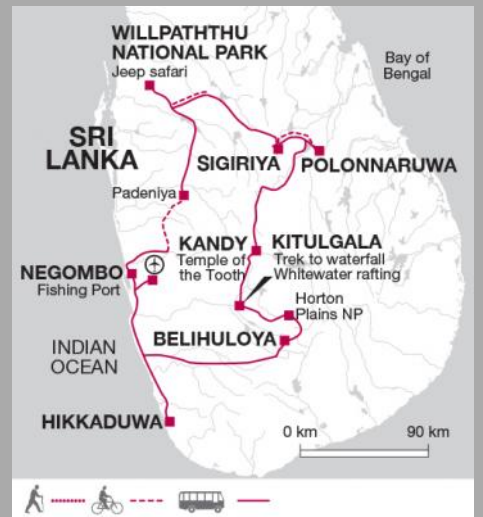 WILLPATHTHU
NATIONAL PARK
Jeep safari
Bay of
Bengal
SRI
LANKA
SIGIRIYA
POLONNARUWA
Padeniya
KANDY
Temple of
the Tooth
KITULGALA
Trek to waterfall
Whitewater rafting
NEGOMBO
Fishing Port
Horton
Plains NP
BELIHULOYA
INDIAN
OCEAN
HIKKADUWA
0 km
90 km